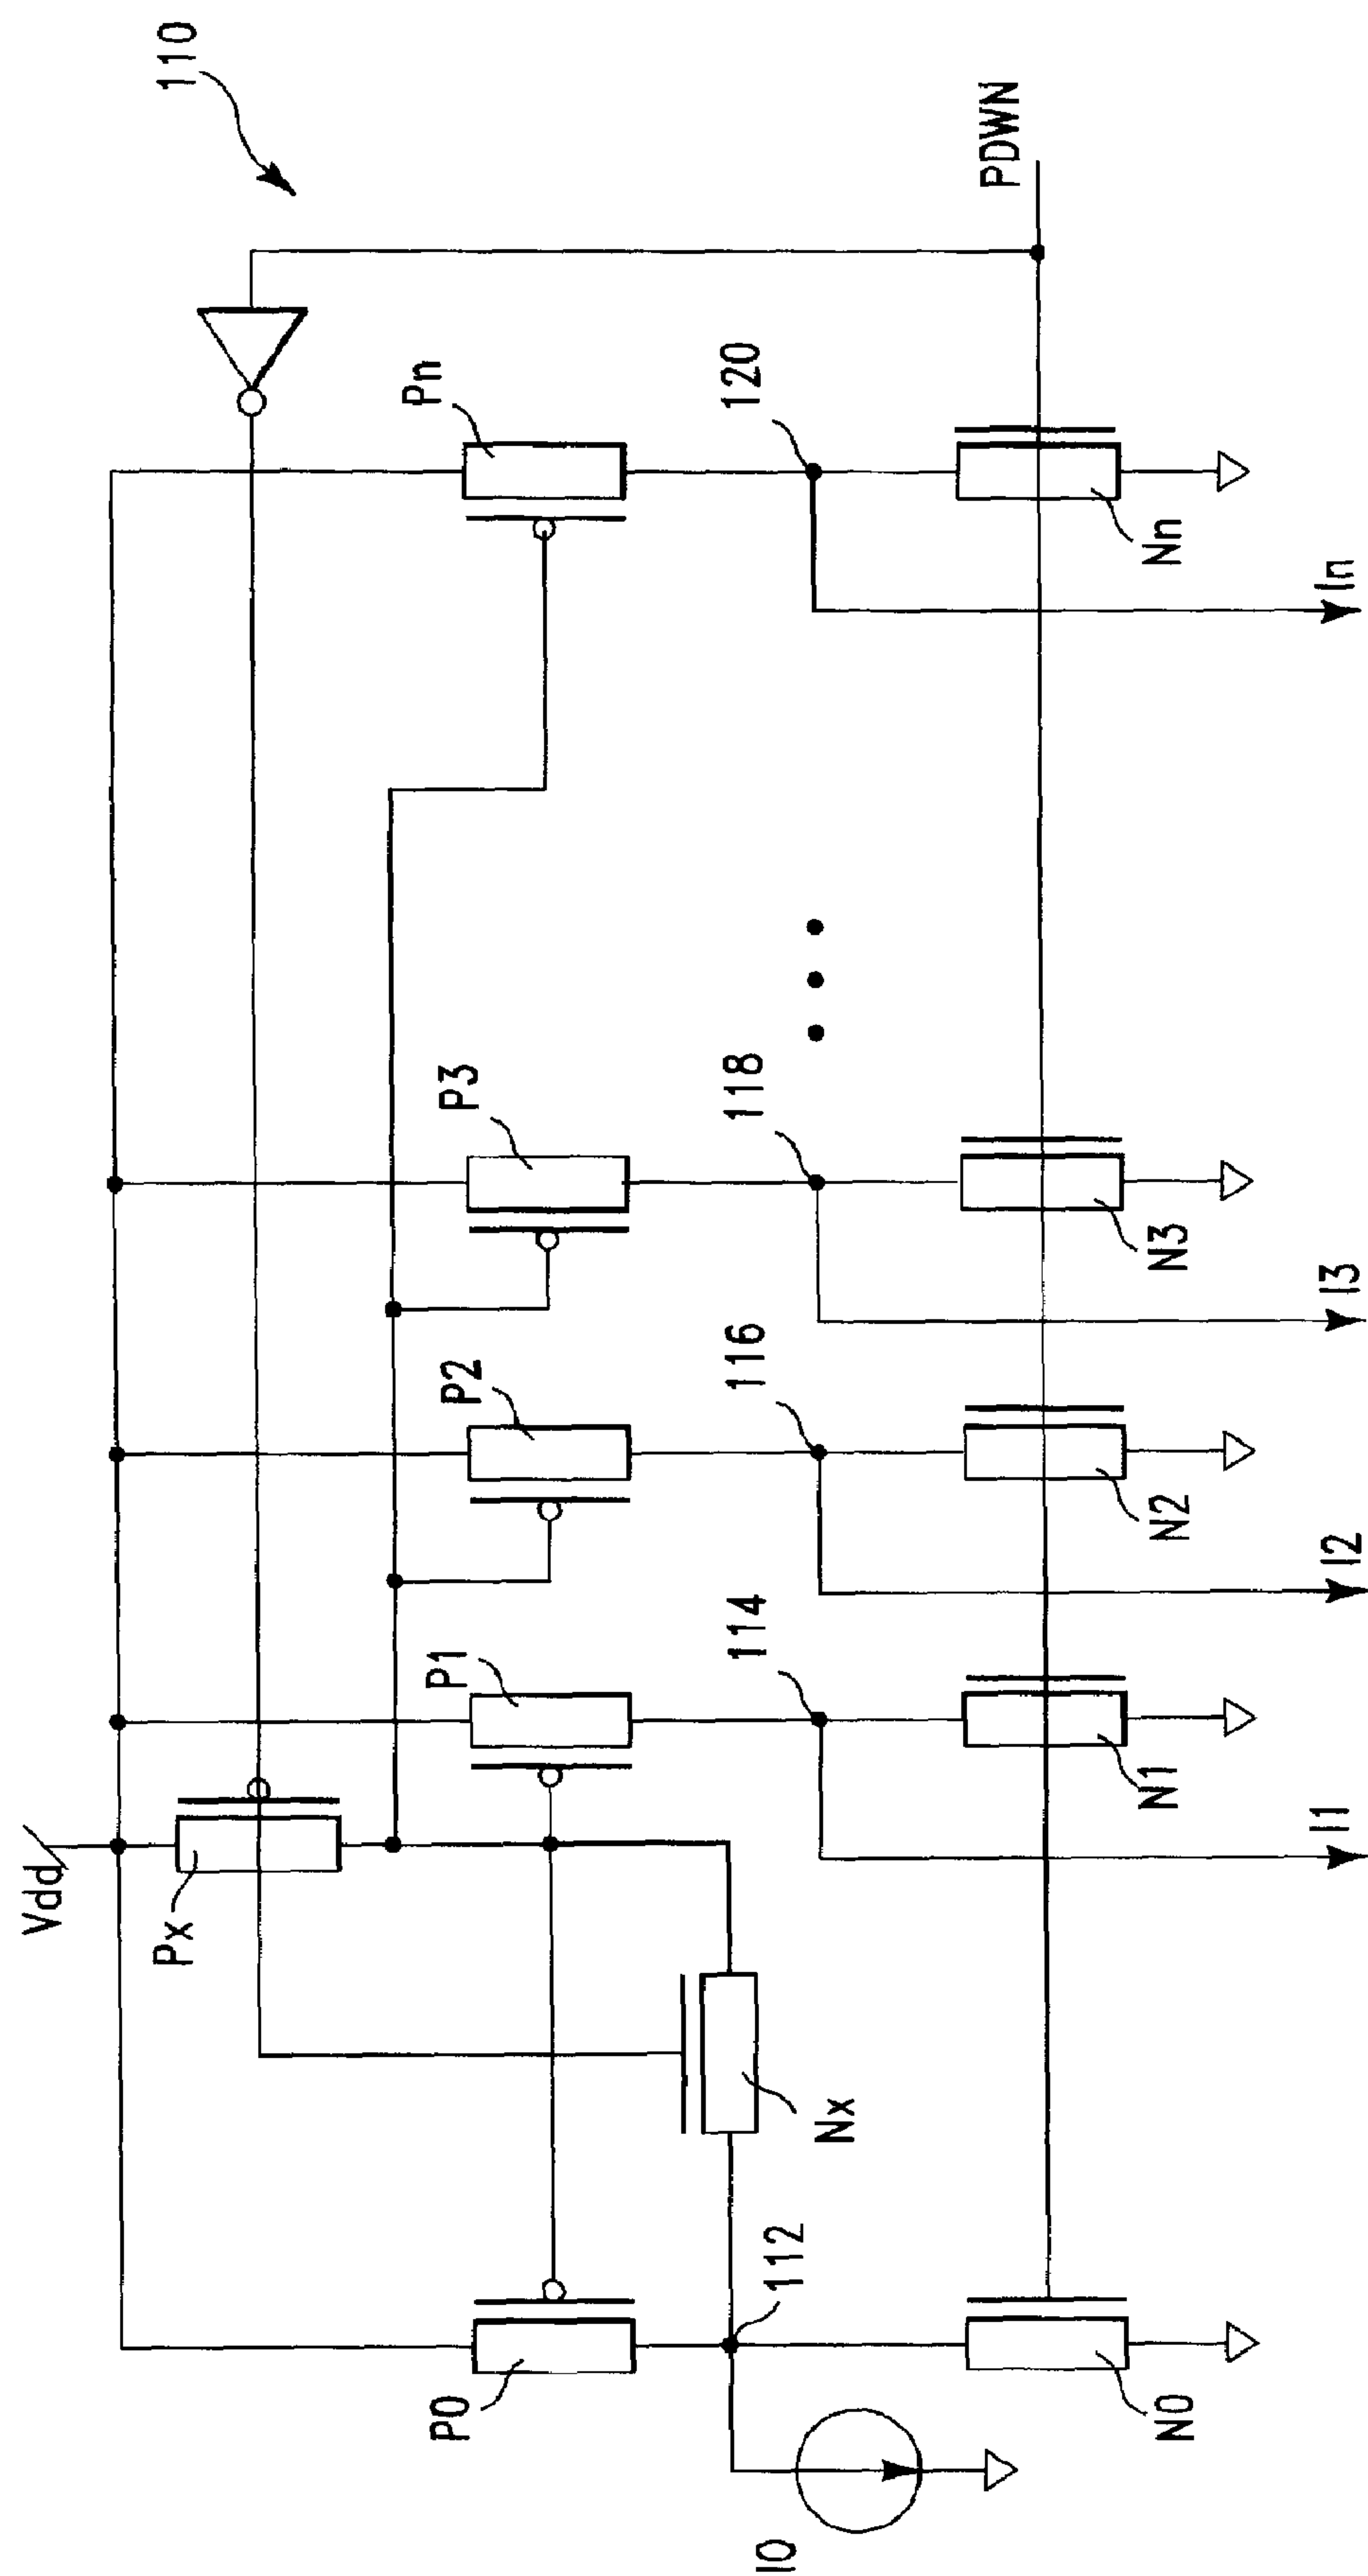 110
Vdd
Px
P0
P1
P2
P3
Pn
Nx
112
114
116
118
120
PDWN
I0
N0
N1
N2
N3
Nn
I1
I2
I3
In